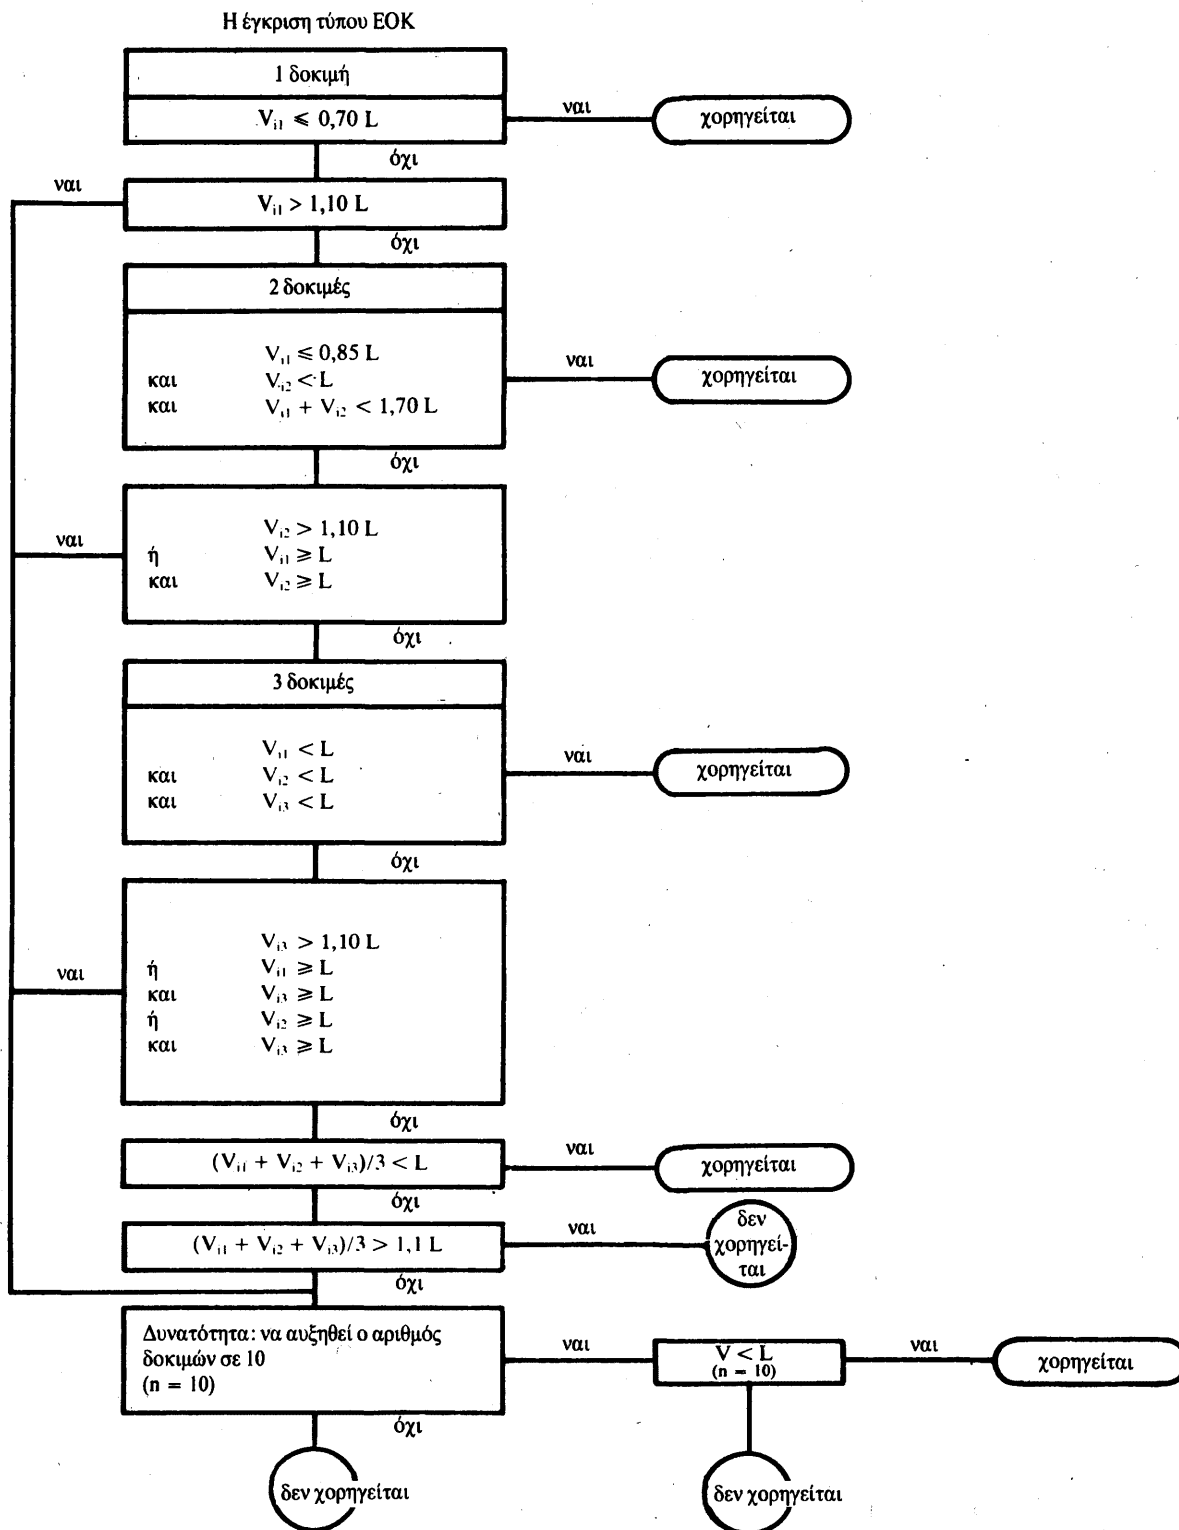 Η έγκριση τύπου ΕΟΚ
1 δοκιμή
V_i1 ≤ 0,70 L
ναι
χορηγείται
όχι
ναι
V_i1 > 1,10 L
όχι
2 δοκιμές
V_i1 ≤ 0,85 L
και V_i2 < L
και V_i1 + V_i2 < 1,70 L
ναι
χορηγείται
όχι
ναι
V_i2 > 1,10 L
ή V_i1 ≥ L
και V_i2 ≥ L
όχι
3 δοκιμές
V_i1 < L
και V_i2 < L
και V_i3 < L
ναι
χορηγείται
όχι
ναι
V_i3 > 1,10 L
ή V_i1 ≥ L
και V_i3 ≥ L
ή V_i2 ≥ L
και V_i3 ≥ L
όχι
(V_i1 + V_i2 + V_i3)/3 < L
ναι
χορηγείται
όχι
(V_i1 + V_i2 + V_i3)/3 > 1,1 L
ναι
δεν
χορηγεί-
ται
όχι
Δυνατότητα: να αυξηθεί ο αριθμός
δοκιμών σε 10
(n = 10)
ναι
V < L
(n = 10)
ναι
χορηγείται
όχι
δεν χορηγείται
δεν χορηγείται